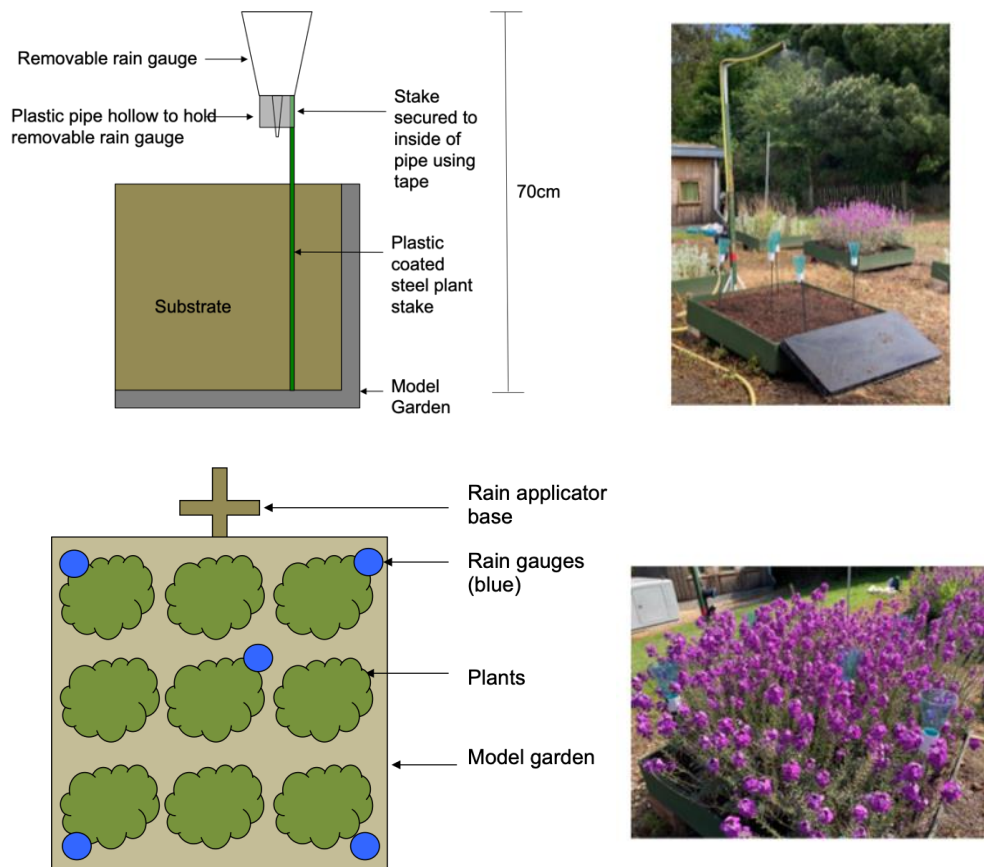 Removable rain gauge
Plastic pipe hollow to hold
removable rain gauge
Stake
secured to
inside of
pipe using
tape
70cm
Plastic
coated
steel plant
stake
Substrate
Model
Garden
Rain applicator
base
Rain gauges
(blue)
Plants
Model garden